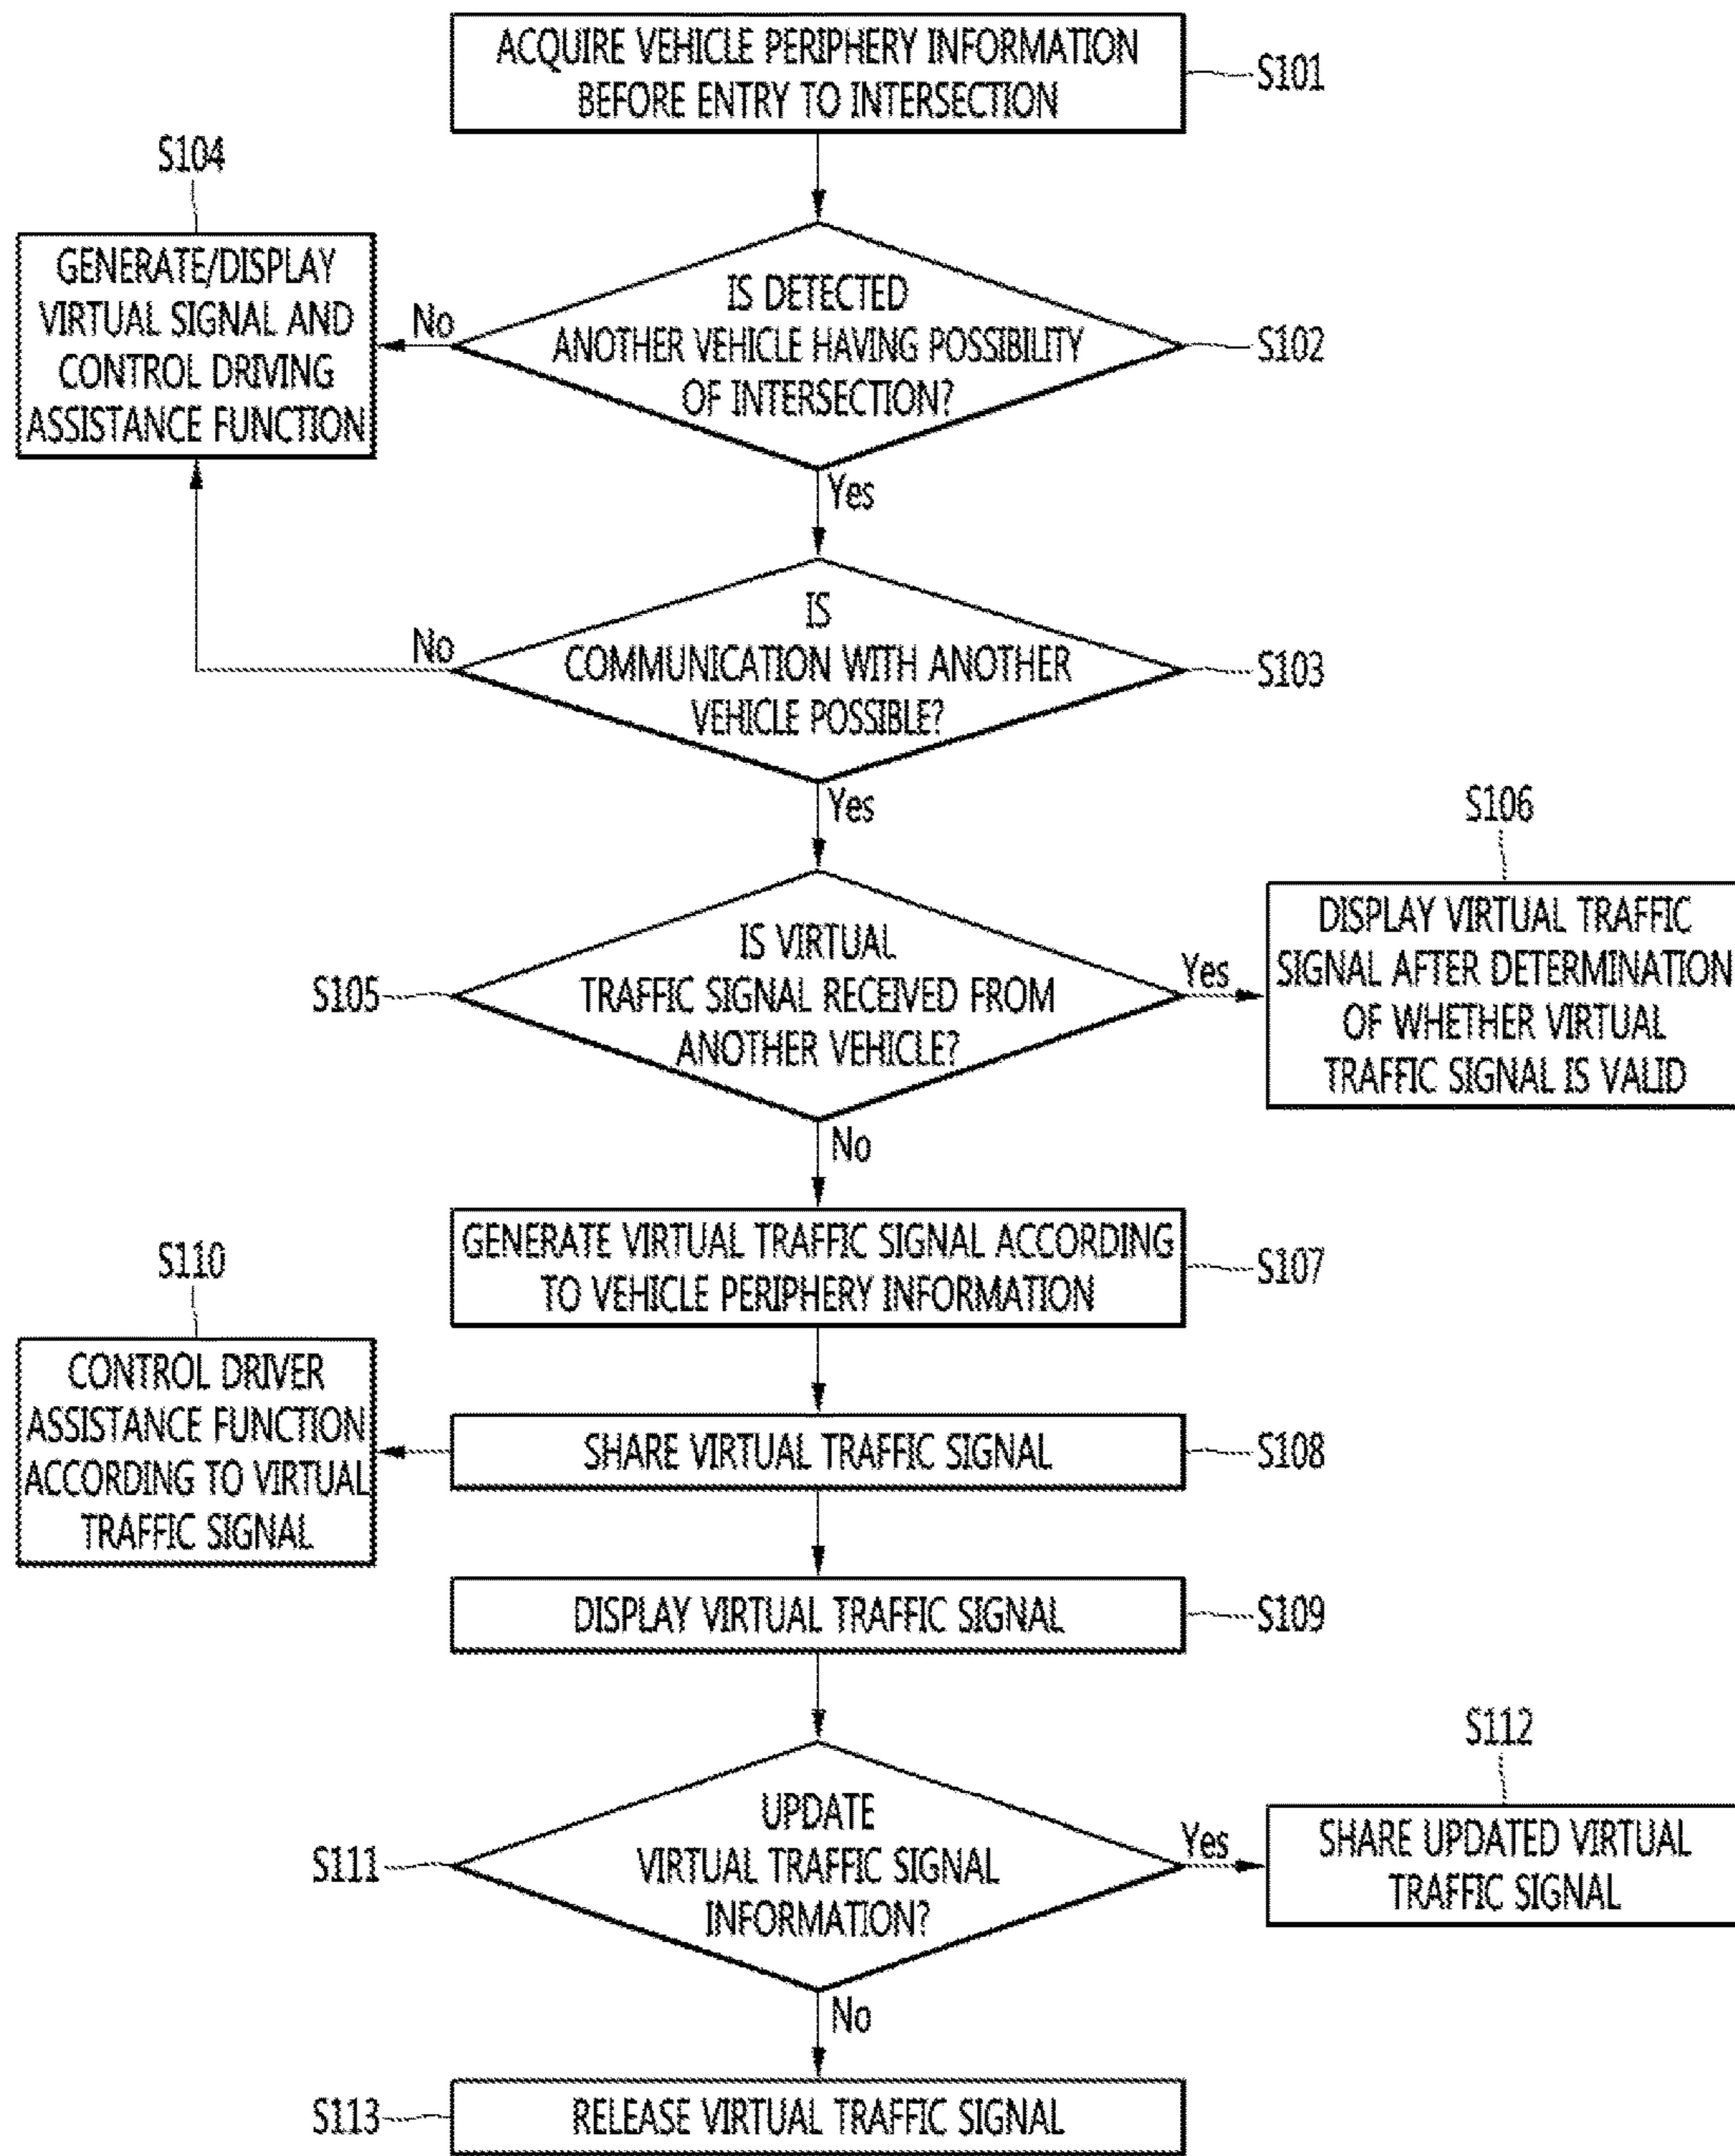 ACQUIRE VEHICLE PERIPHERY INFORMATION
BEFORE ENTRY TO INTERSECTION
S101
S104
GENERATE/DISPLAY
VIRTUAL SIGNAL AND
CONTROL DRIVING
ASSISTANCE FUNCTION
No
IS DETECTED
ANOTHER VEHICLE HAVING POSSIBILITY
OF INTERSECTION?
S102
Yes
No
IS
COMMUNICATION WITH ANOTHER
VEHICLE POSSIBLE?
S103
Yes
S105
IS VIRTUAL
TRAFFIC SIGNAL RECEIVED FROM
ANOTHER VEHICLE?
Yes
S106
DISPLAY VIRTUAL TRAFFIC
SIGNAL AFTER DETERMINATION
OF WHETHER VIRTUAL
TRAFFIC SIGNAL IS VALID
No
GENERATE VIRTUAL TRAFFIC SIGNAL ACCORDING
TO VEHICLE PERIPHERY INFORMATION
S107
S110
CONTROL DRIVER
ASSISTANCE FUNCTION
ACCORDING TO VIRTUAL
TRAFFIC SIGNAL
SHARE VIRTUAL TRAFFIC SIGNAL
S108
DISPLAY VIRTUAL TRAFFIC SIGNAL
S109
S111
UPDATE
VIRTUAL TRAFFIC SIGNAL
INFORMATION?
Yes
S112
SHARE UPDATED VIRTUAL
TRAFFIC SIGNAL
No
S113
RELEASE VIRTUAL TRAFFIC SIGNAL